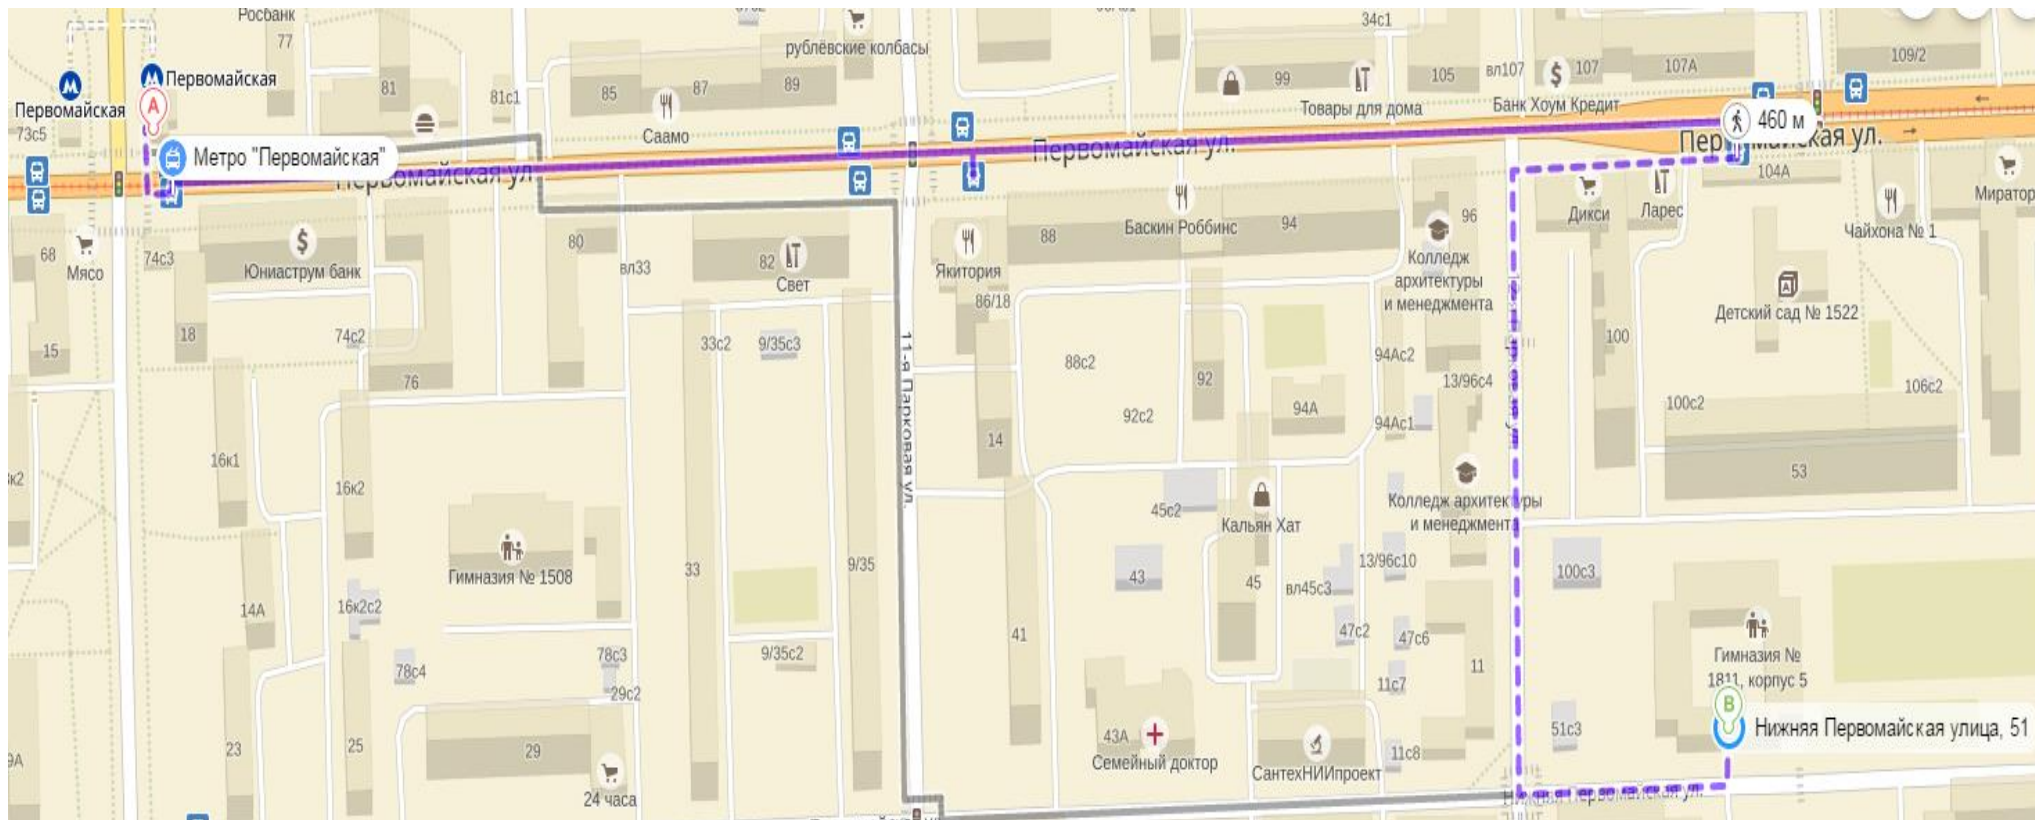 Росбанк
77
34с1
рублёвские колбасы
Первомайская
Первомайская
A
73с5
81
81с1
85
87
89
Саамо
99
Товары для дома
105
вл107
107
Банк Хоум Кредит
107А
109/2
460 м
Метро "Первомайская"
Первомайская ул.
Первомайская ул.
104А
68
Мясо
74с3
Юниаструм банк
80
вл33
82
Свет
Якитория
86/18
88
Баскин Роббинс
94
96
Колледж
архитектуры
и менеджмента
Дикси
Ларес
Чайхона № 1
Миратор
Детский сад № 1522
15
18
74с2
76
33с2
9/35с3
11-я Парковая ул.
88с2
92
92с2
94А
94Ас2
13/96с4
94Ас1
100
100с2
106с2
53
14
16к1
16к2
Гимназия № 1508
33
9/35
45с2
Кальян Хат
Колледж архитектуры
и менеджмента
13/96с10
43
45
вл45с3
100с3
14А
16к2с2
41
47с2
47с6
78с4
78с3
29с2
9/35с2
11с7
11
Гимназия №
1811, корпус 5
B
Нижняя Первомайская улица, 51
51с3
23
25
29
24 часа
43А
Семейный доктор
СантехНИИпроект
11с8
Нижняя Первомайская ул.